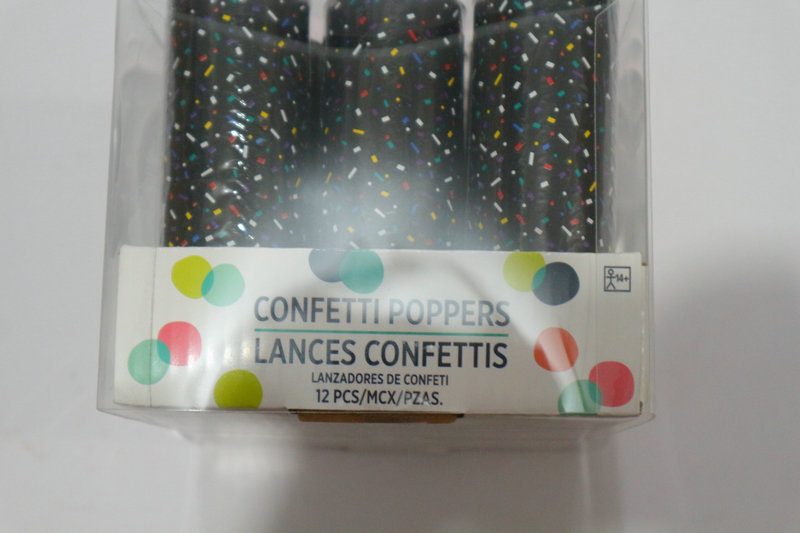 14+
CONFETTI POPPERS
LANCES CONFETTIS
LANZADORES DE CONFETI
12 PCS/MCX/PZAS.